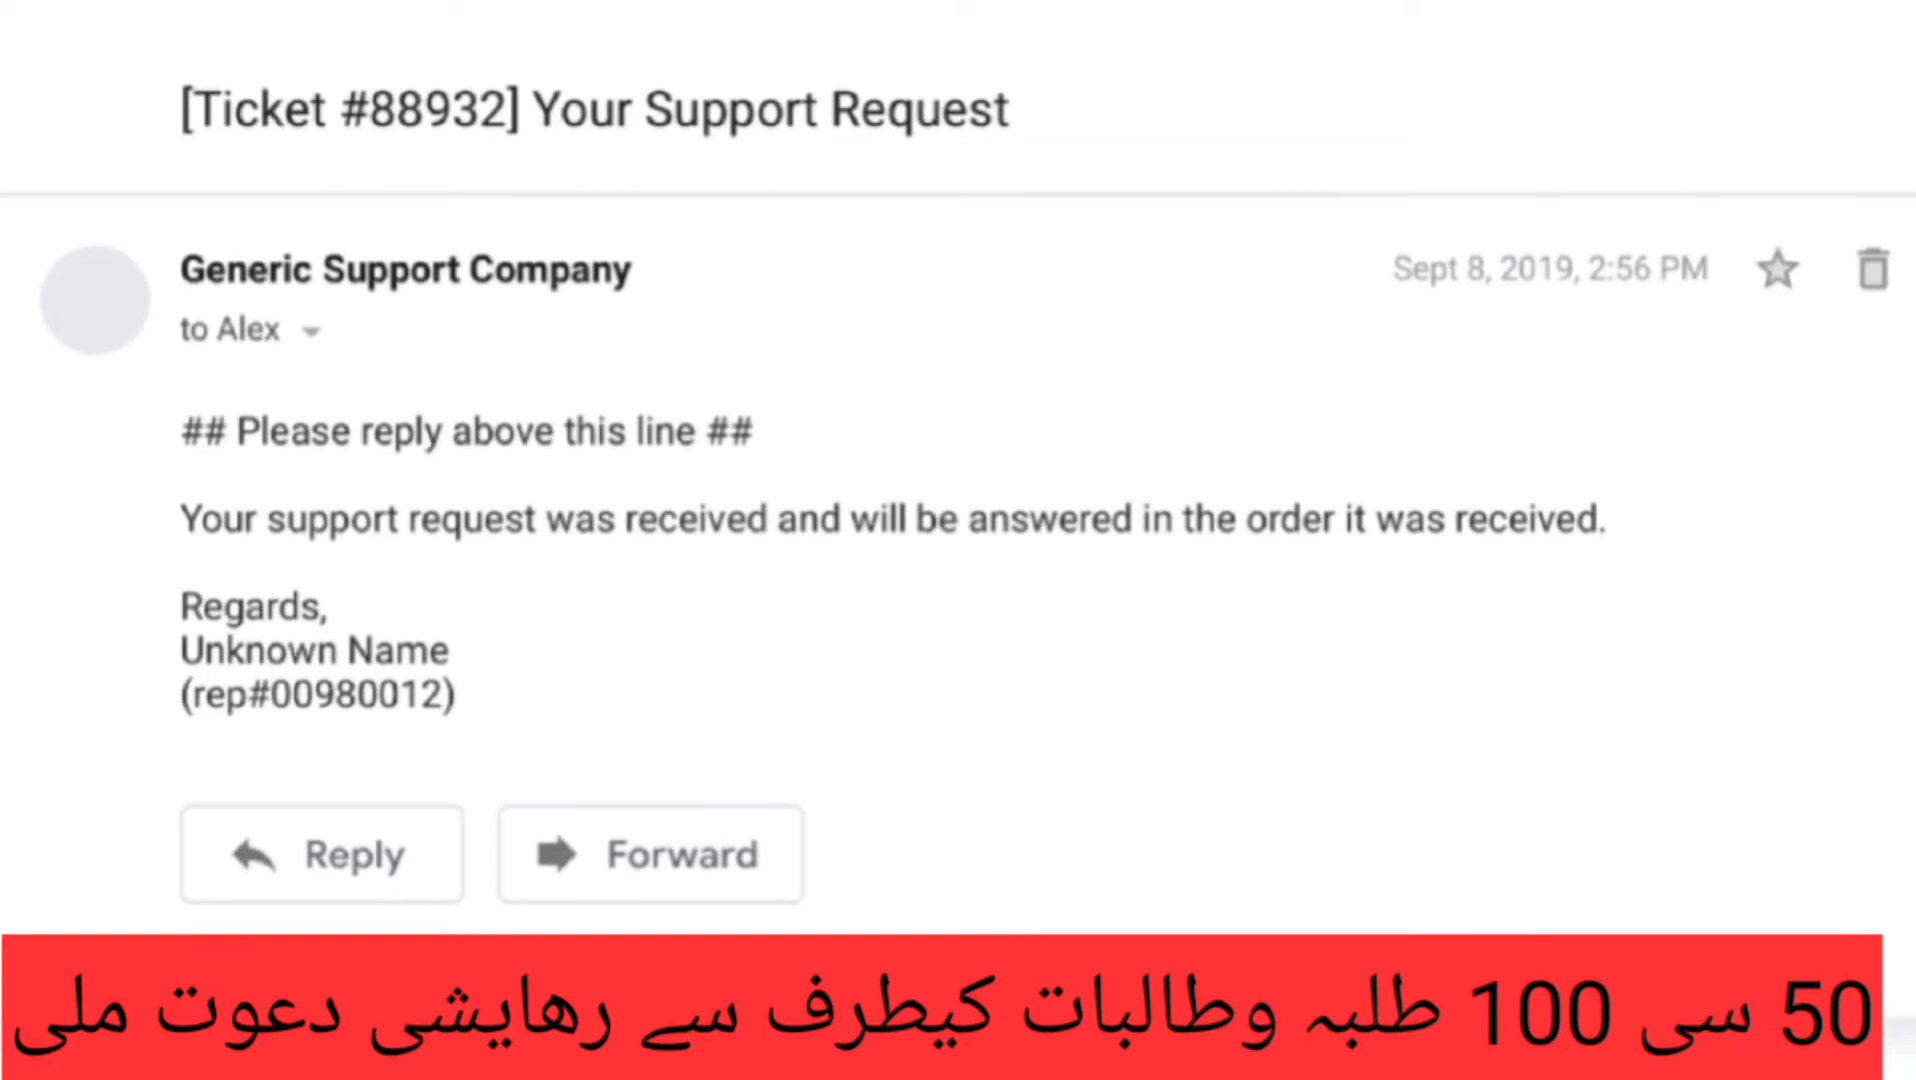 [Ticket #88932] Your Support Request
Generic Support Company
Sept 8, 2019, 2:56 PM
to Alex
## Please reply above this line ##
Your support request was received and will be answered in the order it was received.
Regards,
Unknown Name
(rep#00980012)
Reply
Forward
50 سی 100 طلبہ وطالبات کیطرف سے رھایشی دعوت ملی